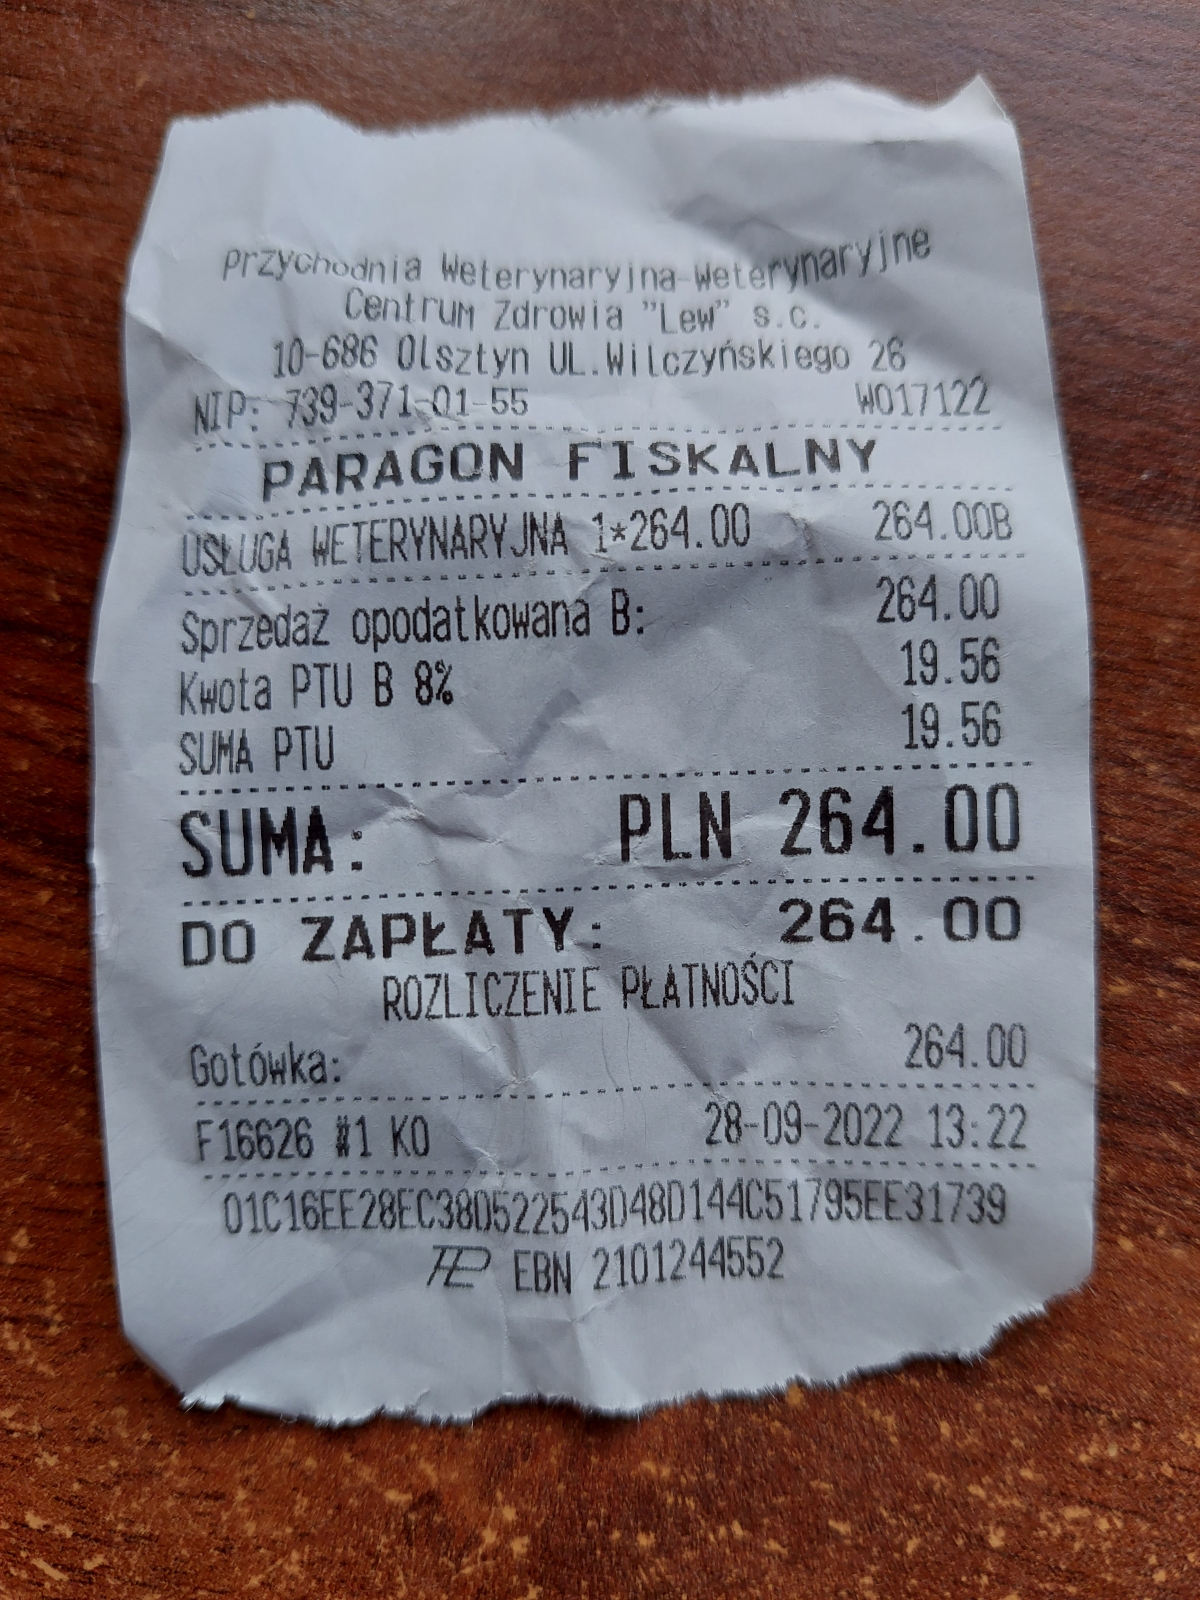 Przychodnia Weterynaryjna-Weterynaryjne
Centrum Zdrowia "Lew" s.c.
10-686 Olsztyn UL.Wilczyńskiego 26
NIP: 739-371-01-55 W017122
PARAGON FISKALNY
USŁUGA WETERYNARYJNA 1*264.00 264.00B
Sprzedaż opodatkowana B: 264.00
Kwota PTU B 8% 19.56
SUMA PTU 19.56
SUMA: PLN 264.00
DO ZAPŁATY: 264.00
ROZLICZENIE PŁATNOŚCI
Gotówka: 264.00
F16626 #1 KO 28-09-2022 13:22
01C16EE28EC38D522543D48D144C51795EE31739
EBN 2101244552